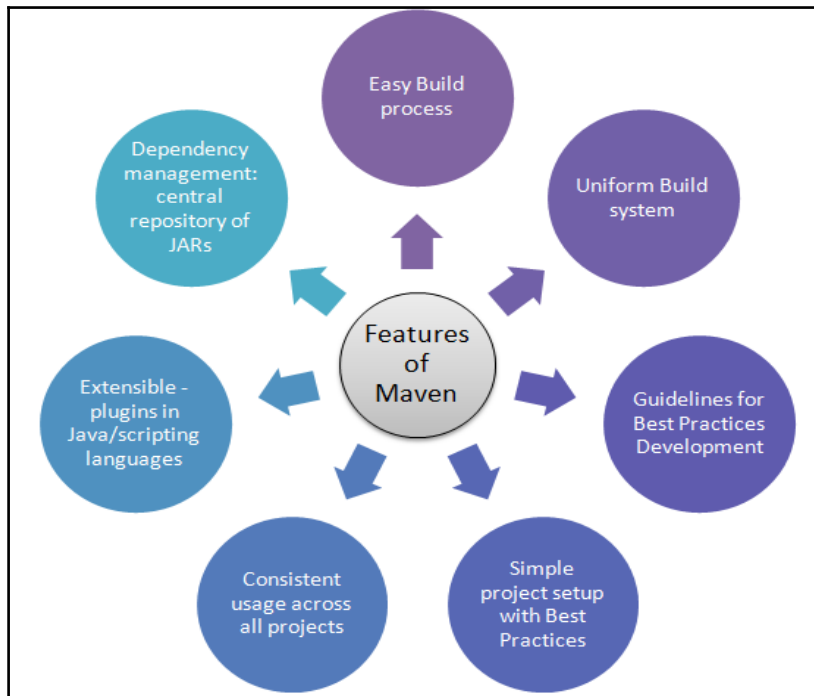 Easy Build
process
Uniform Build
system
Guidelines for
Best Practices
Development
Simple
project setup
with Best
Practices
Consistent
usage across
all projects
Extensible -
plugins in
Java/scripting
languages
Dependency
management:
central
repository of
JARs
Features
of
Maven